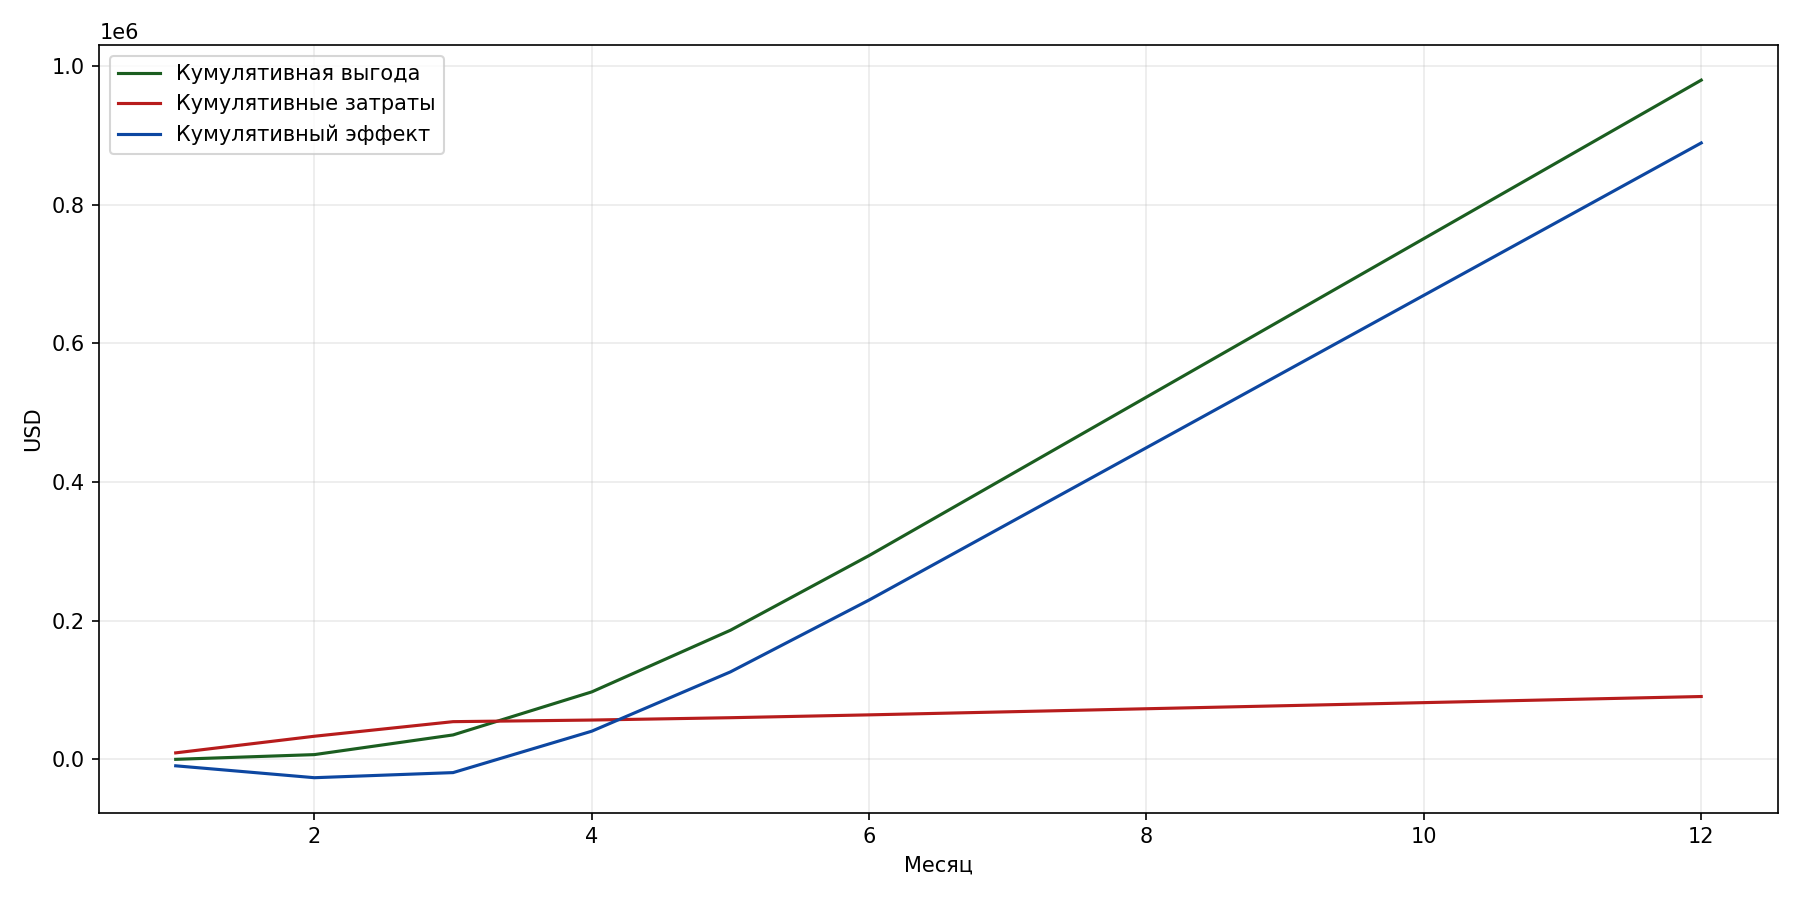 1e6
1.0
0.8
0.6
0.4
0.2
0.0
USD
Кумулятивная выгода
Кумулятивные затраты
Кумулятивный эффект
2 4 6 8 10 12
Месяц